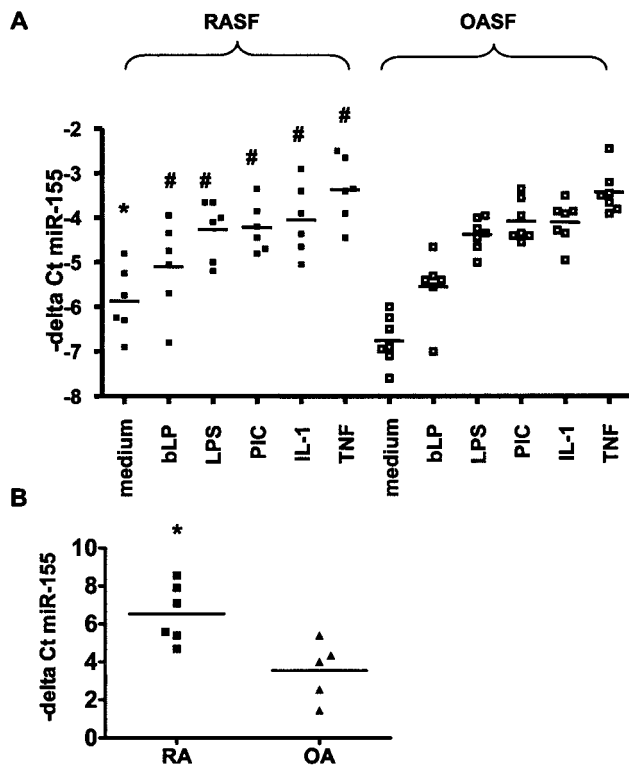 A
RASF OASF
-delta Ct miR-155
-2
-3
-4
-5
-6
-7
-8
* # # # # #
medium bLP LPS PIC IL-1 TNF medium bLP LPS PIC IL-1 TNF
B
-delta Ct miR-155
10
8
6
4
2
0
*
RA OA